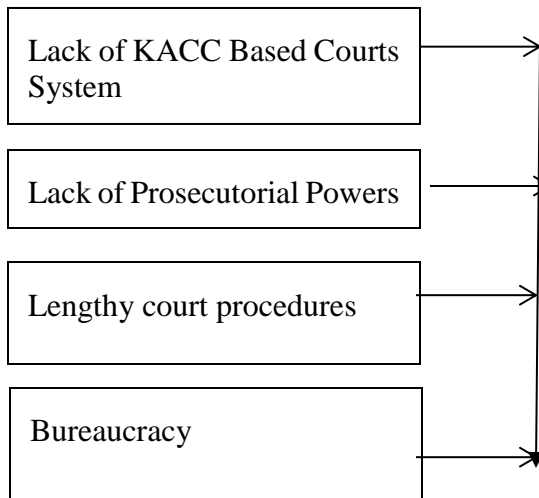 Lack of KACC Based Courts
System
Lack of Prosecutorial Powers
Lengthy court procedures
Bureaucracy